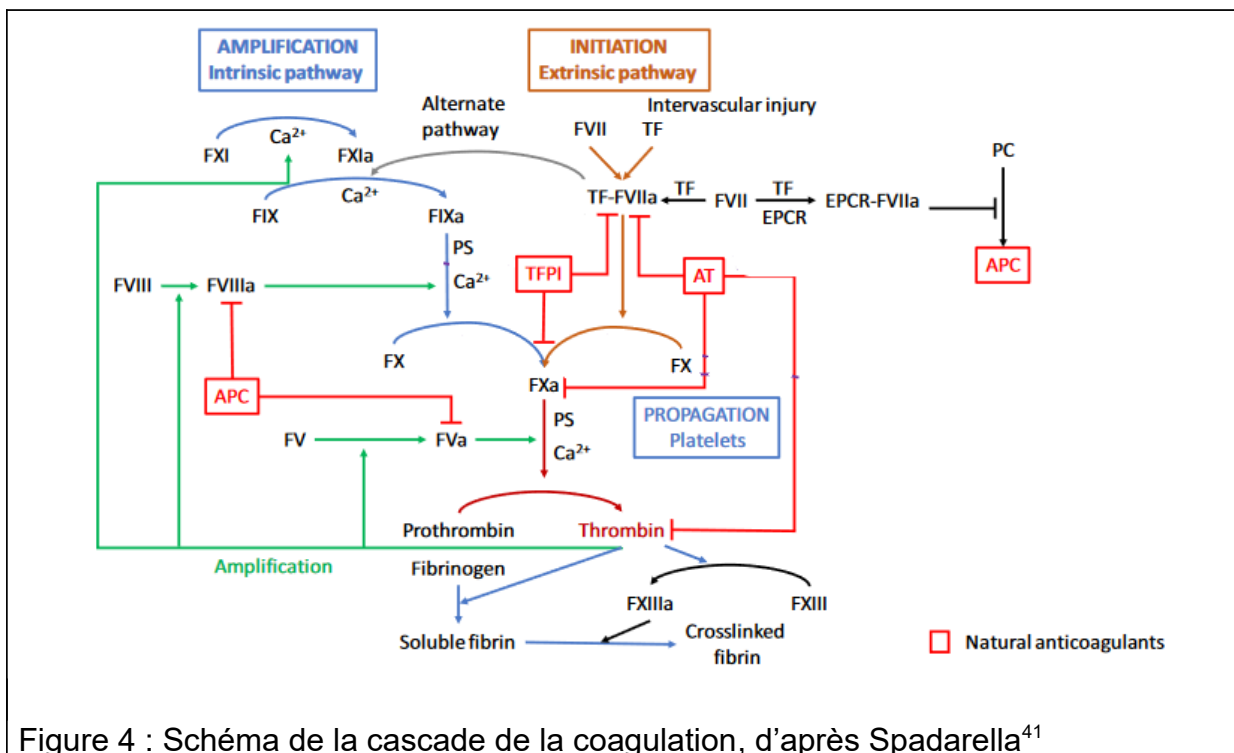 AMPLIFICATION
Intrinsic pathway
INITIATION
Extrinsic pathway
Alternate
pathway
Intervascular injury
FVII TF
Ca²⁺
FXI FXIa
PC
Ca²⁺
FIX
TF-FVIIa
TF
FVII
TF
EPCR
EPCR-FVIIa
FIXa
PS
Ca²⁺
TFPI
AT
APC
FVIII
FVIIIa
FX
FX
FXa
APC
PS
Ca²⁺
PROPAGATION
Platelets
FV
FVa
Prothrombin
Thrombin
Amplification
Fibrinogen
FXIIIa
FXIII
Soluble fibrin
Crosslinked
fibrin
Natural anticoagulants
Figure 4 : Schéma de la cascade de la coagulation, d’après Spadarella⁴¹